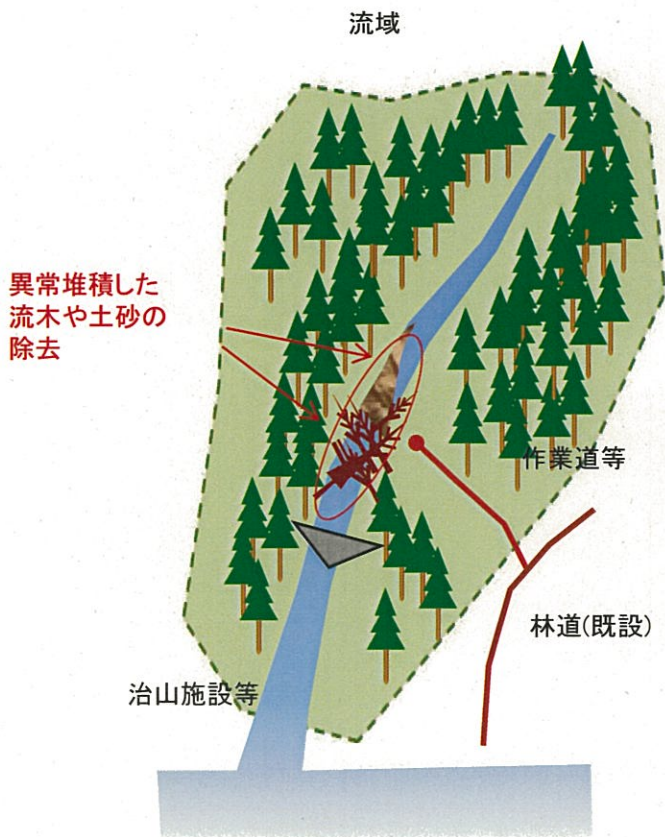 流域
異常堆積した
流木や土砂の
除去
作業道等
林道(既設)
治山施設等